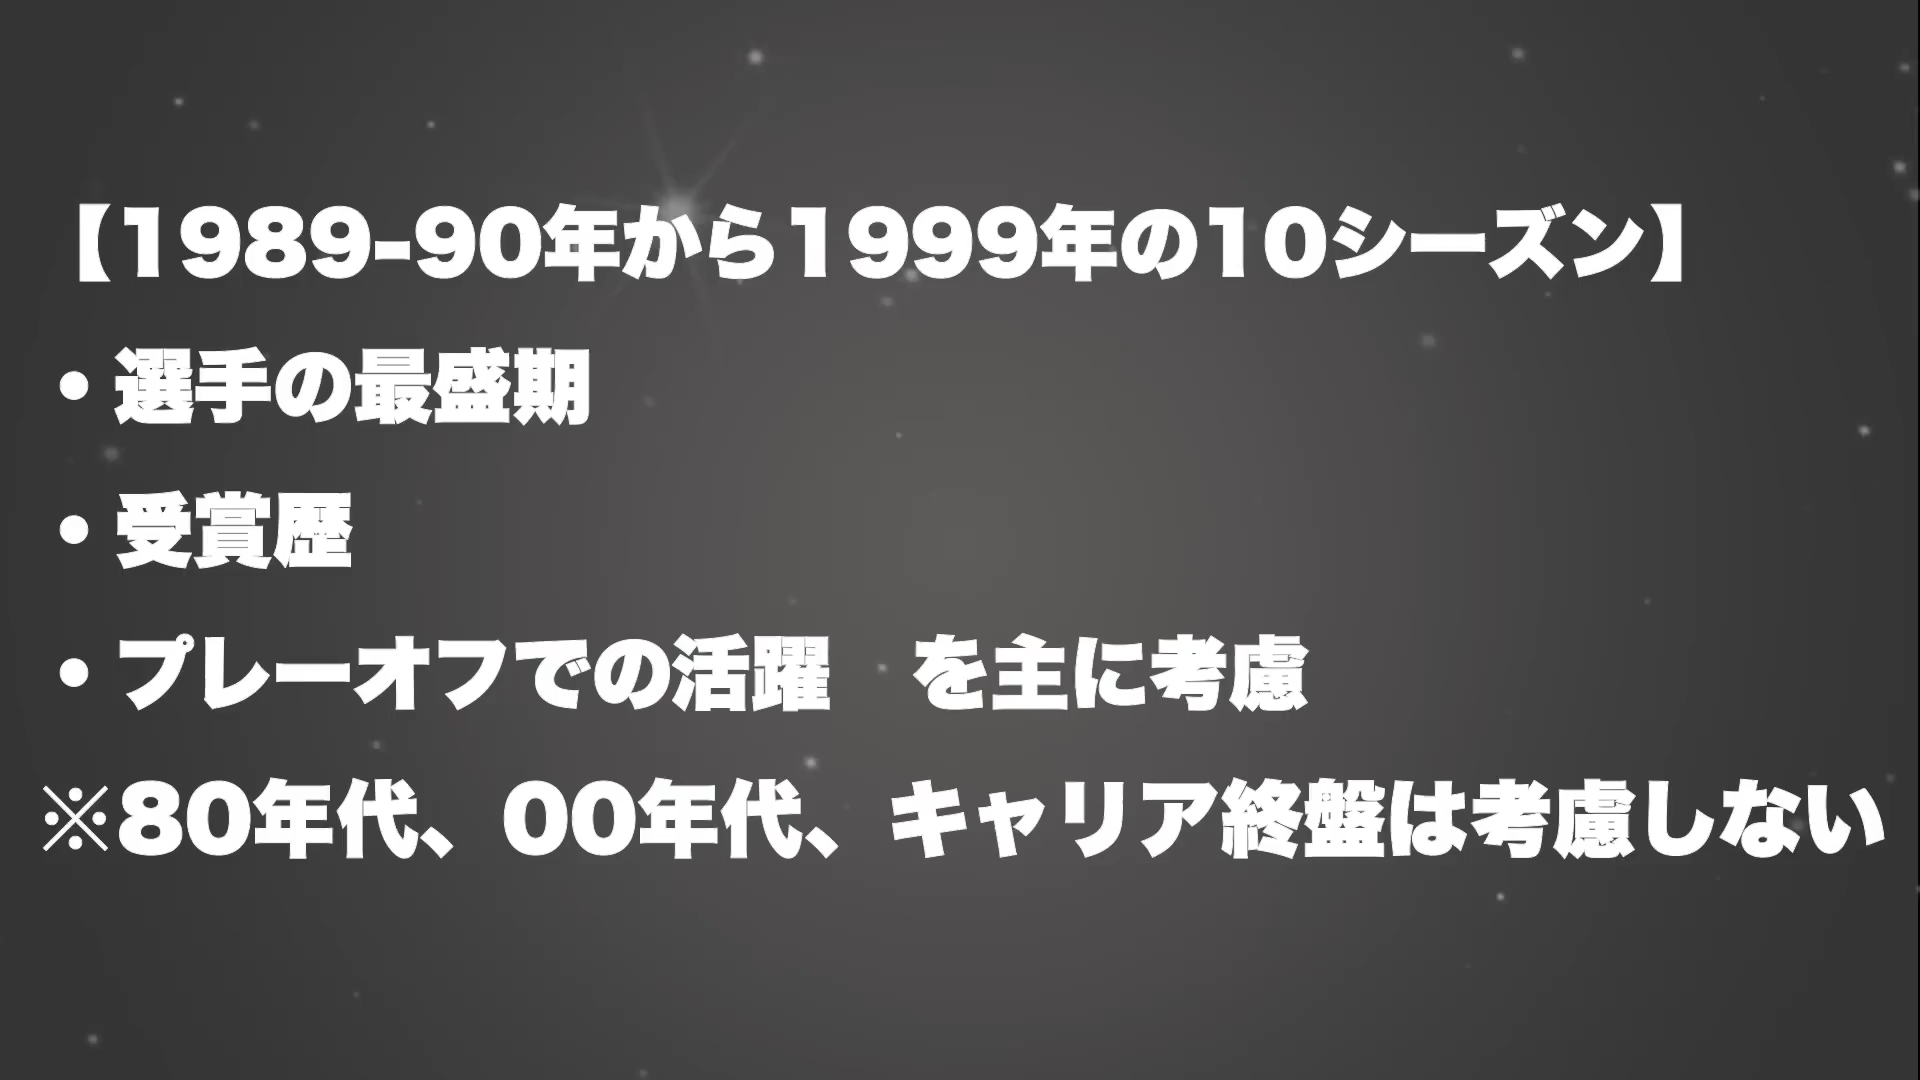 【1989-90年から1999年の10シーズン】
・選手の最盛期
・受賞歴
・プレーオフでの活躍　を主に考慮
※80年代、00年代、キャリア終盤は考慮しない